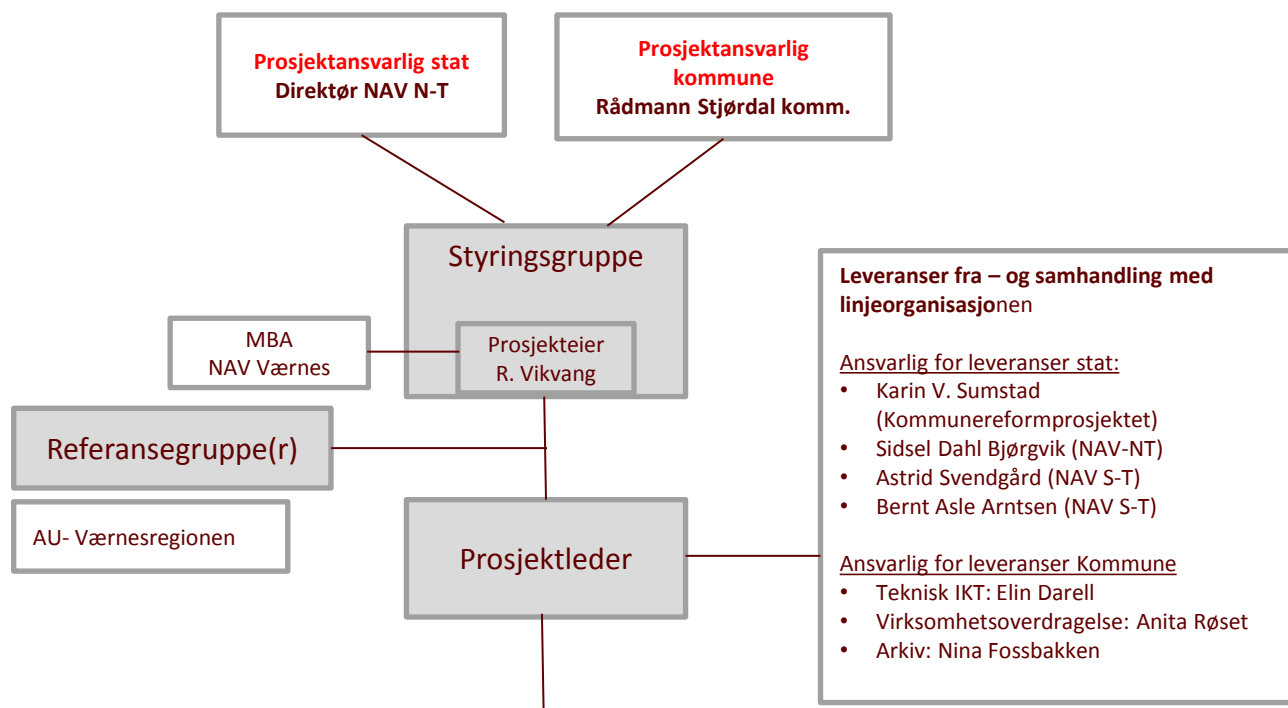 Prosjektansvarlig stat
Direktør NAV N-T
Prosjektansvarlig
kommune
Rådmann Stjørdal komm.
Styringsgruppe
MBA
NAV Værnes
Prosjekteier
R. Vikvang
Referansegruppe(r)
AU- Værnesregionen
Prosjektleder
Leveranser fra – og samhandling med
linjeorganisasjonen
Ansvarlig for leveranser stat:
• Karin V. Sumstad
(Kommunereformprosjektet)
• Sidsel Dahl Bjørgvik (NAV-NT)
• Astrid Svendgård (NAV S-T)
• Bernt Asle Arntsen (NAV S-T)
Ansvarlig for leveranser Kommune
• Teknisk IKT: Elin Darell
• Virksomhetsoverdragelse: Anita Røset
• Arkiv: Nina Fossbakken